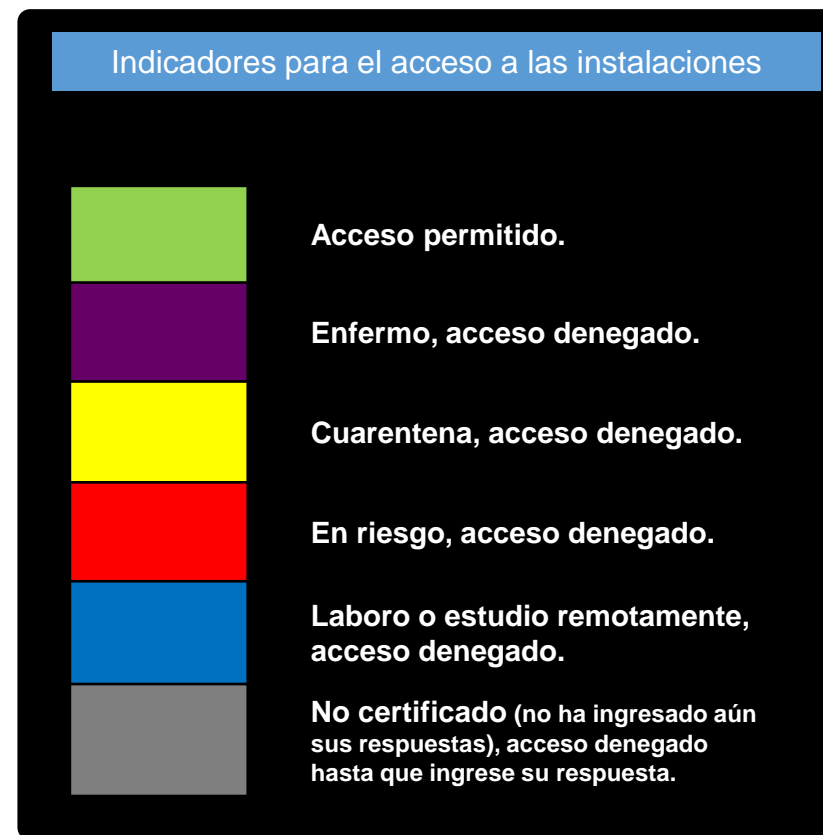 Indicadores para el acceso a las instalaciones
Acceso permitido.
Enfermo, acceso denegado.
Cuarentena, acceso denegado.
En riesgo, acceso denegado.
Laboro o estudio remotamente,
acceso denegado.
No certificado (no ha ingresado aún
sus respuestas), acceso denegado
hasta que ingrese su respuesta.